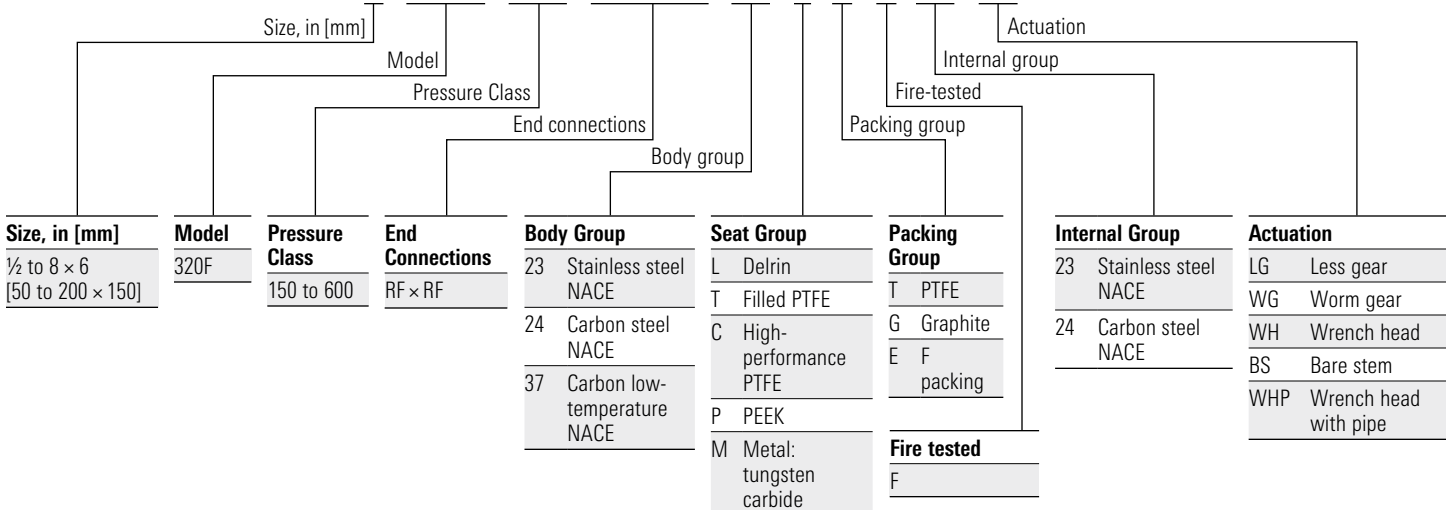 Size, in [mm]
Actuation
Model
Internal group
Pressure Class
Fire-tested
End connections
Packing group
Body group
Size, in [mm]
½ to 8 × 6
[50 to 200 × 150]
Model
320F
Pressure
Class
150 to 600
End
Connections
RF × RF
Body Group
23 Stainless steel
NACE
24 Carbon steel
NACE
37 Carbon low-
temperature
NACE
Seat Group
L Delrin
T Filled PTFE
C High-
performance
PTFE
P PEEK
M Metal:
tungsten
carbide
Packing
Group
T PTFE
G Graphite
E F
packing
Fire tested
F
Internal Group
23 Stainless steel
NACE
24 Carbon steel
NACE
Actuation
LG Less gear
WG Worm gear
WH Wrench head
BS Bare stem
WHP Wrench head
with pipe